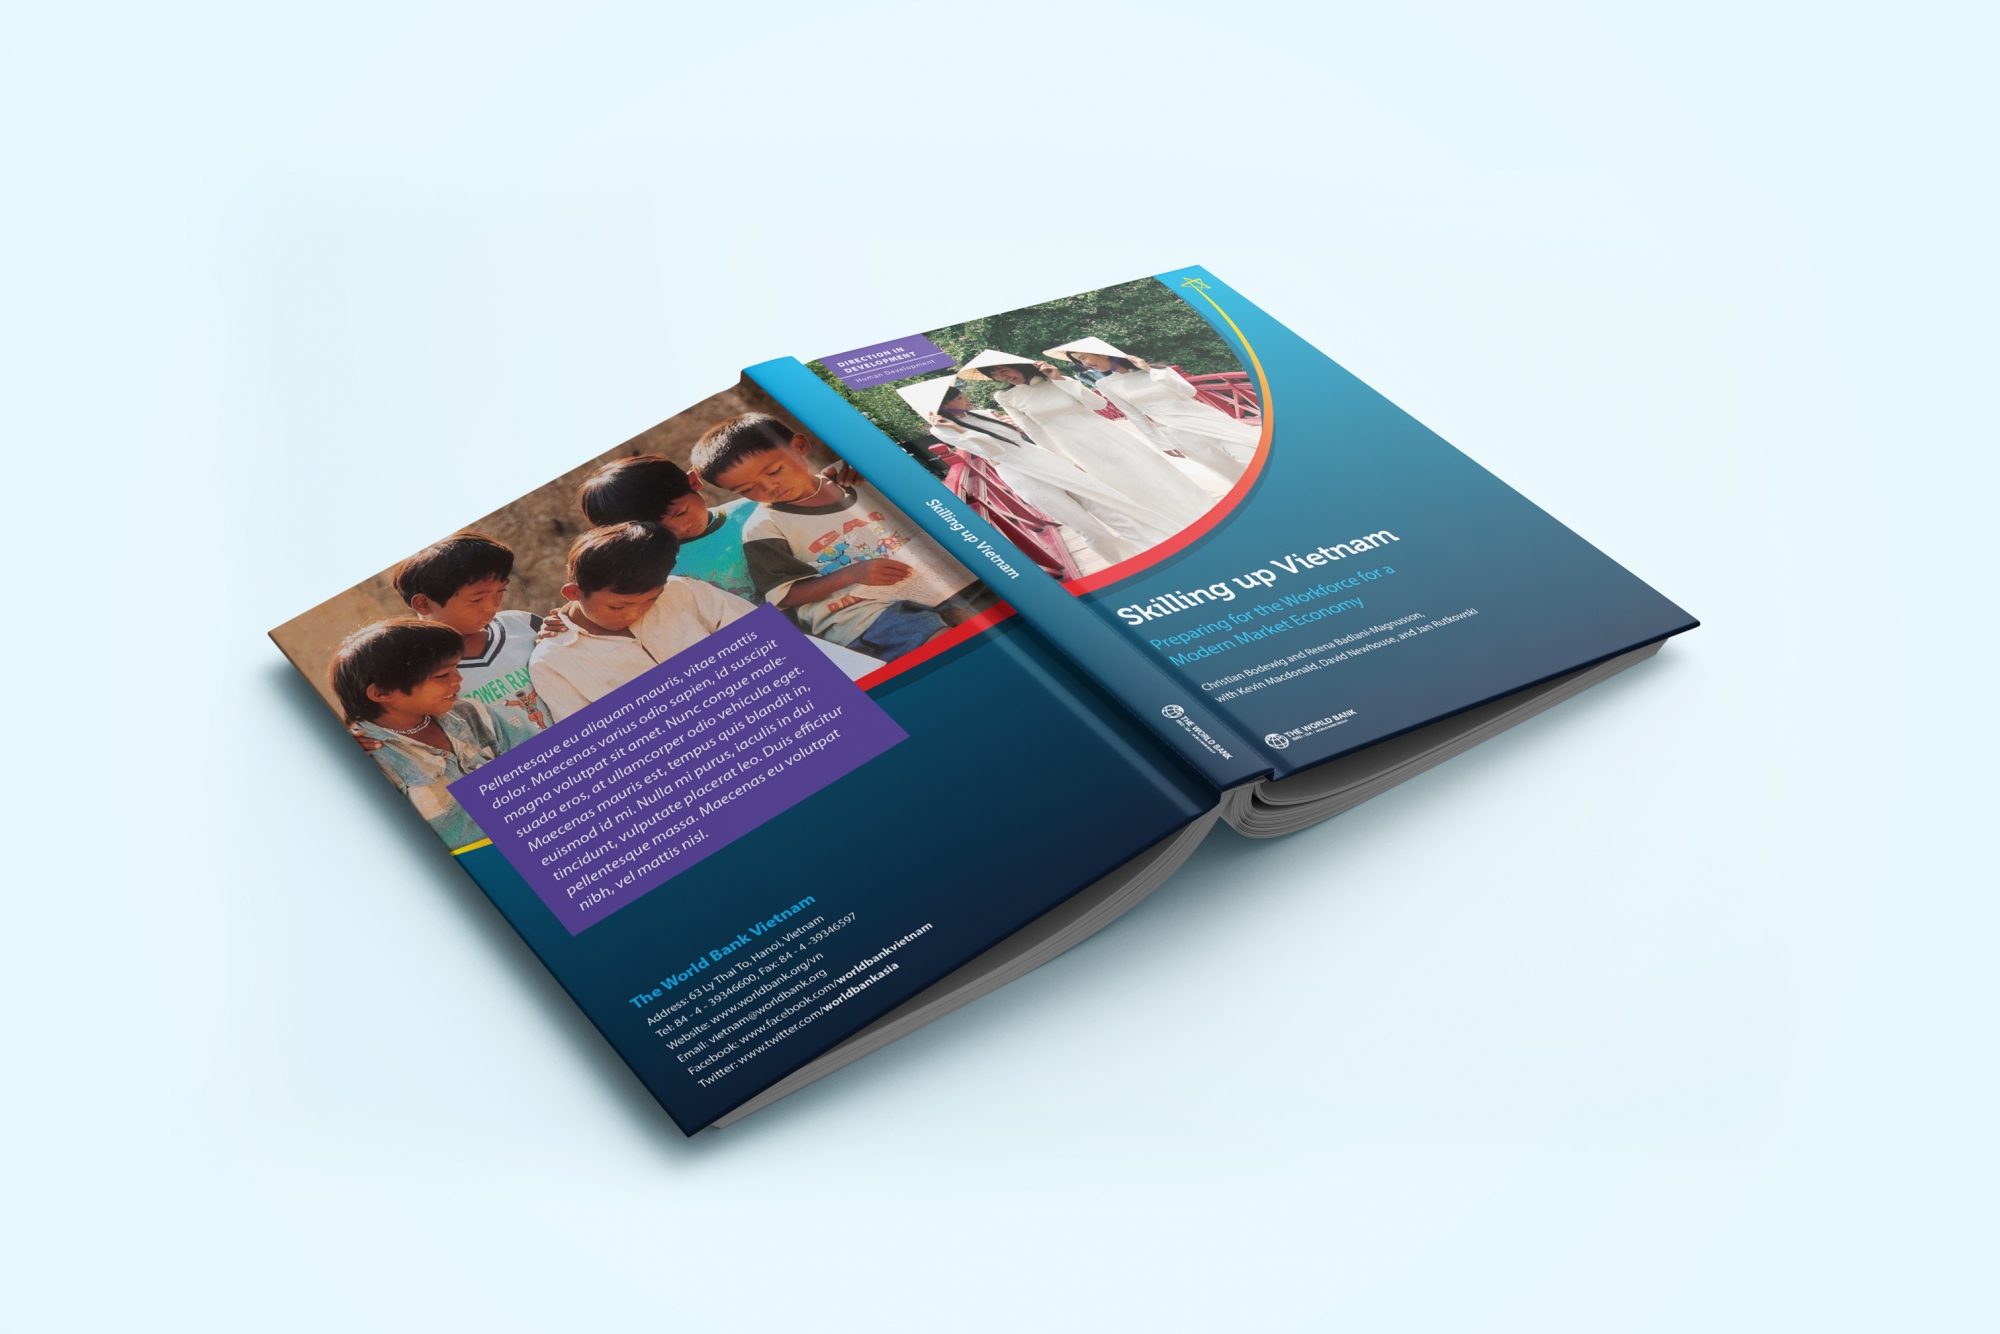 DIRECTION IN
DEVELOPMENT
Human Development
Skilling up Vietnam
Preparing for the Workforce for a
Modern Market Economy
Christian Bodewig and Reena Badiani-Magnusson,
with Kevin Macdonald, David Newhouse, and Jan Rutkowski
THE WORLD BANK
Skilling up Vietnam
THE WORLD BANK
POWER RA
Pellentesque eu aliquam mauris, vitae mattis
dolor. Maecenas varius odio sapien, id suscipit
magna volutpat sit amet. Nunc congue male-
suada eros, at ullamcorper odio vehicula eget.
Maecenas mauris est, tempus quis blandit in,
euismod id mi. Nulla mi purus, iaculis in dui
tincidunt, vulputate placerat leo. Duis efficitur
pellentesque massa. Maecenas eu volutpat
nibh, vel mattis nisl.
The World Bank Vietnam
Address: 63 Ly Thai To, Hanoi, Vietnam
Tel: 84 - 4 - 39346600, Fax: 84 - 4 -39346597
Website: www.worldbank.org/vn
Email: vietnam@worldbank.org
Facebook: www.facebook.com/worldbankvietnam
Twitter: www.twitter.com/worldbankasia